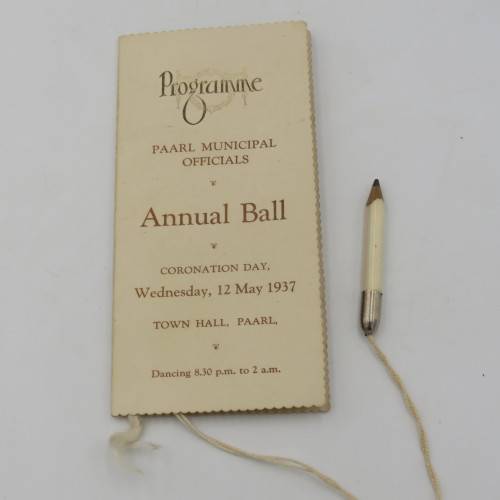 Programme
PAARL MUNICIPAL
OFFICIALS
Annual Ball
CORONATION DAY,
Wednesday, 12 May 1937
TOWN HALL, PAARL,
Dancing 8.30 p.m. to 2 a.m.